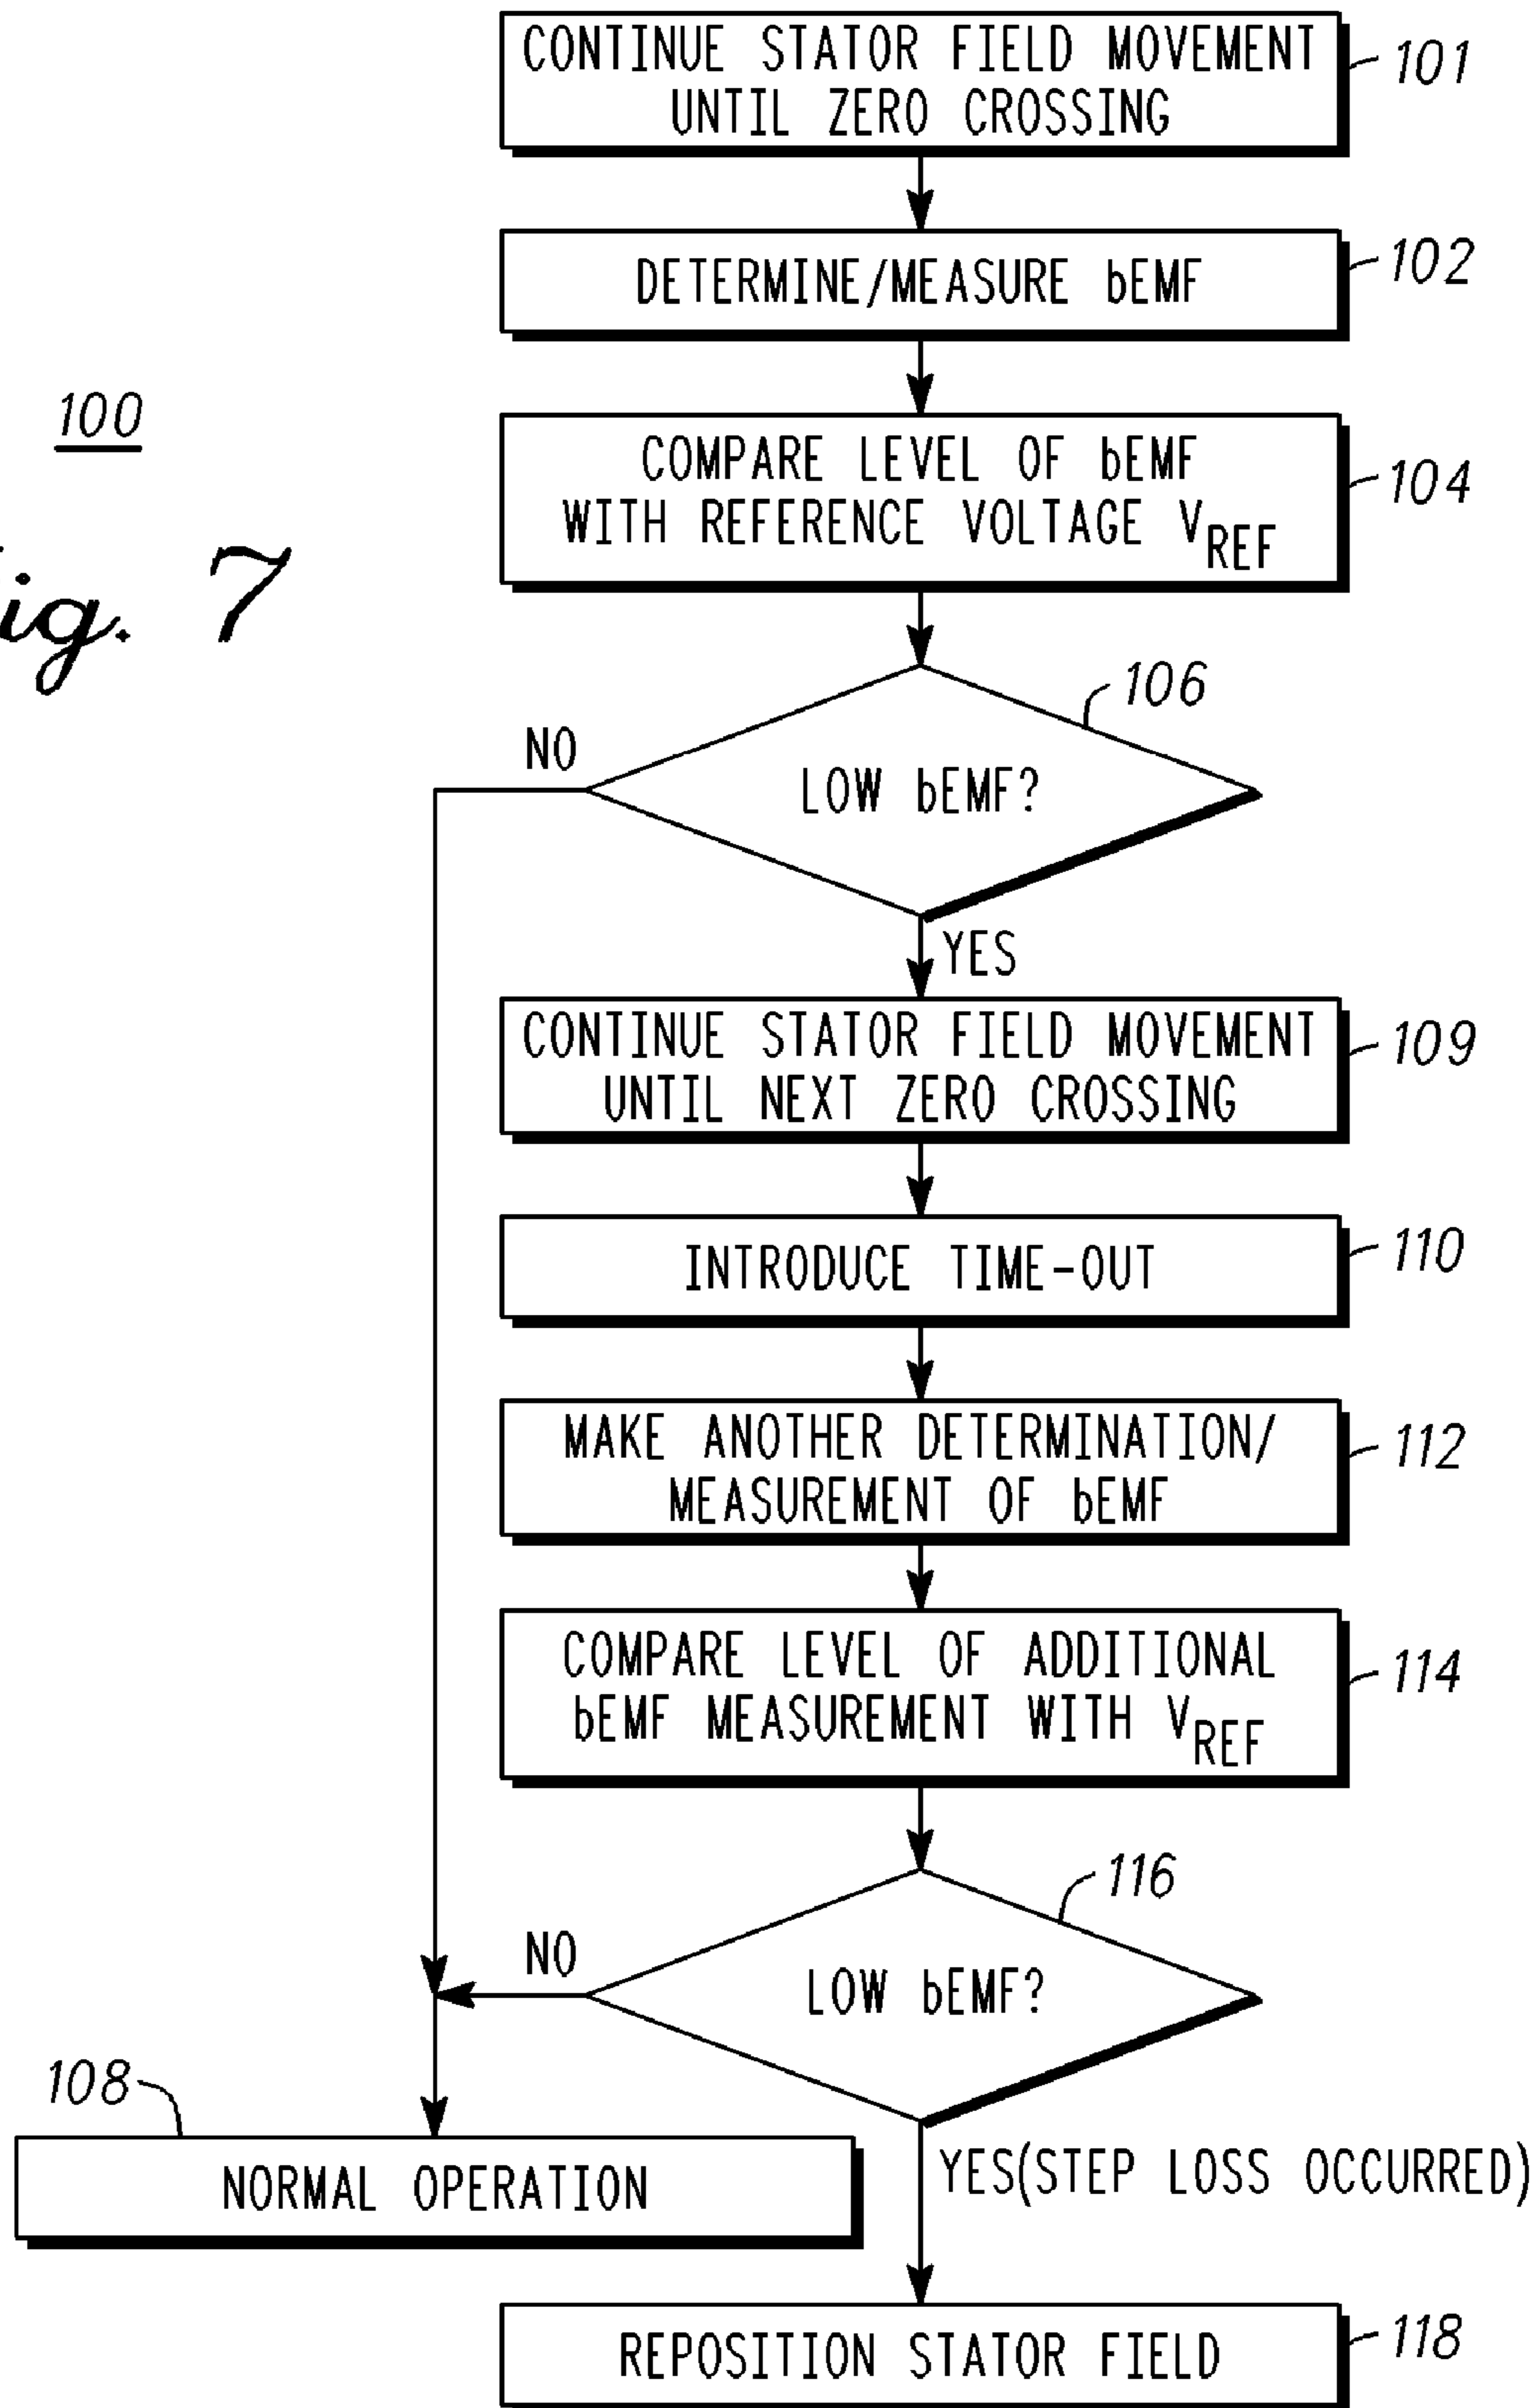 CONTINUE STATOR FIELD MOVEMENT
UNTIL ZERO CROSSING
101
DETERMINE/MEASURE bEMF
102
100
COMPARE LEVEL OF bEMF
WITH REFERENCE VOLTAGE VREF
104
ig. 7
106
NO
LOW bEMF?
YES
CONTINUE STATOR FIELD MOVEMENT
UNTIL NEXT ZERO CROSSING
109
INTRODUCE TIME-OUT
110
MAKE ANOTHER DETERMINATION/
MEASUREMENT OF bEMF
112
COMPARE LEVEL OF ADDITIONAL
bEMF MEASUREMENT WITH VREF
114
116
NO
LOW bEMF?
108
NORMAL OPERATION
YES(STEP LOSS OCCURRED)
REPOSITION STATOR FIELD
118